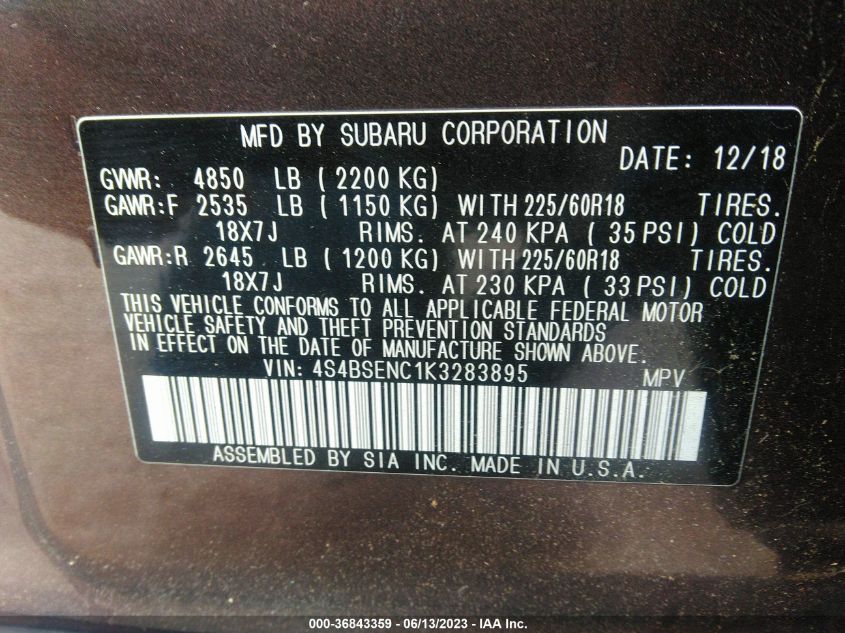 MFD BY SUBARU CORPORATION
DATE: 12/18
GVWR: 4850 LB ( 2200 KG)
GAWR:F 2535 LB ( 1150 KG) WITH 225/60R18 TIRES.
18X7J RIMS. AT 240 KPA ( 35 PSI) COLD
GAWR:R 2645 LB ( 1200 KG) WITH 225/60R18 TIRES.
18X7J RIMS. AT 230 KPA ( 33 PSI) COLD
THIS VEHICLE CONFORMS TO ALL APPLICABLE FEDERAL MOTOR
VEHICLE SAFETY AND THEFT PREVENTION STANDARDS
IN EFFECT ON THE DATE OF MANUFACTURE SHOWN ABOVE.
VIN: 4S4BSENC1K3283895 MPV
ASSEMBLED BY SIA INC. MADE IN U.S.A.
000-36843359 - 06/13/2023 - IAA Inc.